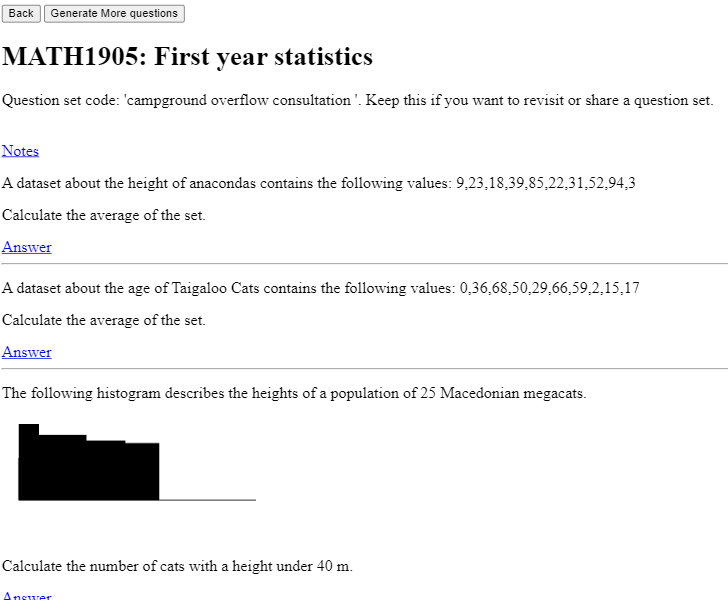 Back Generate More questions
MATH1905: First year statistics
Question set code: 'campground overflow consultation '. Keep this if you want to revisit or share a question set.
Notes
A dataset about the height of anacondas contains the following values: 9,23,18,39,85,22,31,52,94,3
Calculate the average of the set.
Answer
A dataset about the age of Taigaloo Cats contains the following values: 0,36,68,50,29,66,59,2,15,17
Calculate the average of the set.
Answer
The following histogram describes the heights of a population of 25 Macedonian megacats.
Calculate the number of cats with a height under 40 m.
Answer